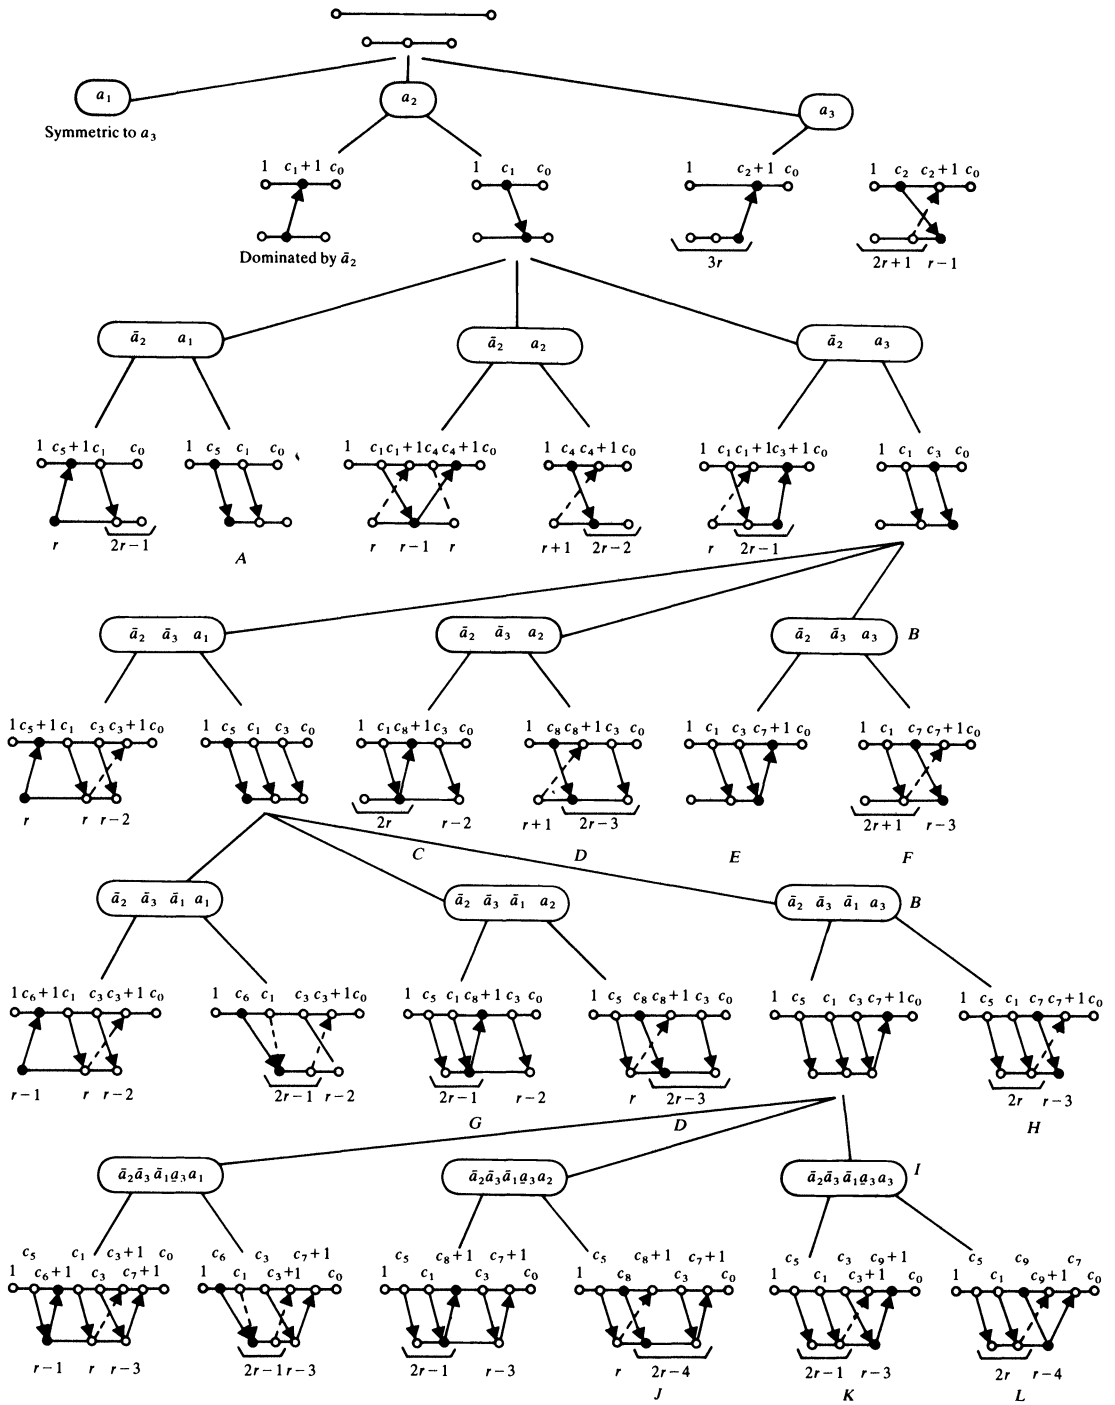 a₁ a₂ a₃
Symmetric to a₃
1 c₁+1 c₀ 1 c₁ c₀ 1 c₂+1 c₀ 1 c₂ c₂+1 c₀
Dominated by ā₂
3r 2r+1 r−1
ā₂ a₁ ā₂ a₂ ā₂ a₃
1 c₅+1 c₁ c₀ 1 c₅ c₁ c₀ 1 c₁ c₁+1 c₄ c₄+1 c₀ 1 c₄ c₄+1 c₀ 1 c₁ c₁+1 c₃+1 c₀ 1 c₁ c₃ c₀
r 2r−1 r r−1 r r+1 2r−2 r 2r−1
A
ā₂ ā₃ a₁ ā₂ ā₃ a₂ ā₂ ā₃ a₃ B
1 c₅+1 c₁ c₃ c₃+1 c₀ 1 c₅ c₁ c₃ c₀ 1 c₁ c₈+1 c₃ c₀ 1 c₈ c₈+1 c₃ c₀ 1 c₁ c₃ c₇+1 c₀ 1 c₁ c₇ c₇+1 c₀
r r r−2 2r r−2 r+1 2r−3 2r+1 r−3
C D E F
ā₂ ā₃ ā₁ a₁ ā₂ ā₃ ā₁ a₂ ā₂ ā₃ ā₁ a₃ B
1 c₆+1 c₁ c₃ c₃+1 c₀ 1 c₆ c₁ c₃ c₃+1 c₀ 1 c₅ c₁ c₈+1 c₃ c₀ 1 c₅ c₈ c₈+1 c₃ c₀ 1 c₅ c₁ c₃ c₇+1 c₀ 1 c₅ c₁ c₇ c₇+1 c₀
r−1 r r−2 2r−1 r−2 2r−1 r−2 r 2r−3 2r r−3
G D H
ā₂ā₃ā₁a̲₃a₁ ā₂ā₃ā₁a̲₃a₂ ā₂ā₃ā₁a̲₃a₃ I
c₅ c₁ c₃+1 c₀ c₆ c₃ c₇+1 c₅ c₈+1 c₇+1 c₅ c₈+1 c₇+1 c₅ c₃ c₉+1 c₅ c₉ c₇
1 c₆+1 c₃ c₇+1 1 c₁ c₃+1 c₀ 1 c₁ c₃ c₀ 1 c₈ c₃ c₀ 1 c₁ c₃+1 c₀ 1 c₁ c₉+1 c₀
r−1 r r−3 2r−1 r−3 2r−1 r−3 r 2r−4 2r−1 r−3 2r r−4
J K L